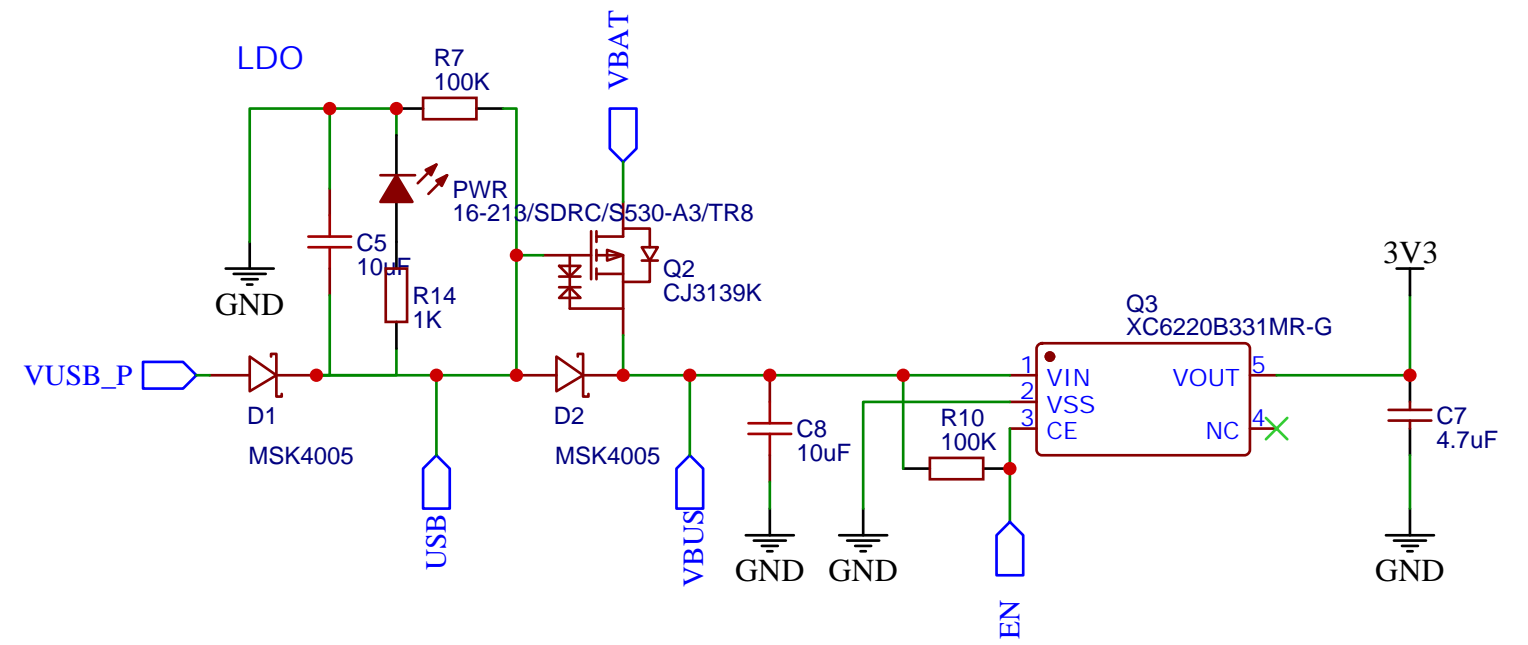 LDO
R7
100K
VBAT
PWR
16-213/SDRC/S530-A3/TR8
C5
10uF
GND
R14
1K
Q2
CJ3139K
3V3
Q3
XC6220B331MR-G
VUSB_P
D1
MSK4005
D2
MSK4005
USB
VBUS
C8
10uF
GND
GND
R10
100K
EN
1
VIN
2
VSS
3
CE
VOUT
5
NC
4
C7
4.7uF
GND